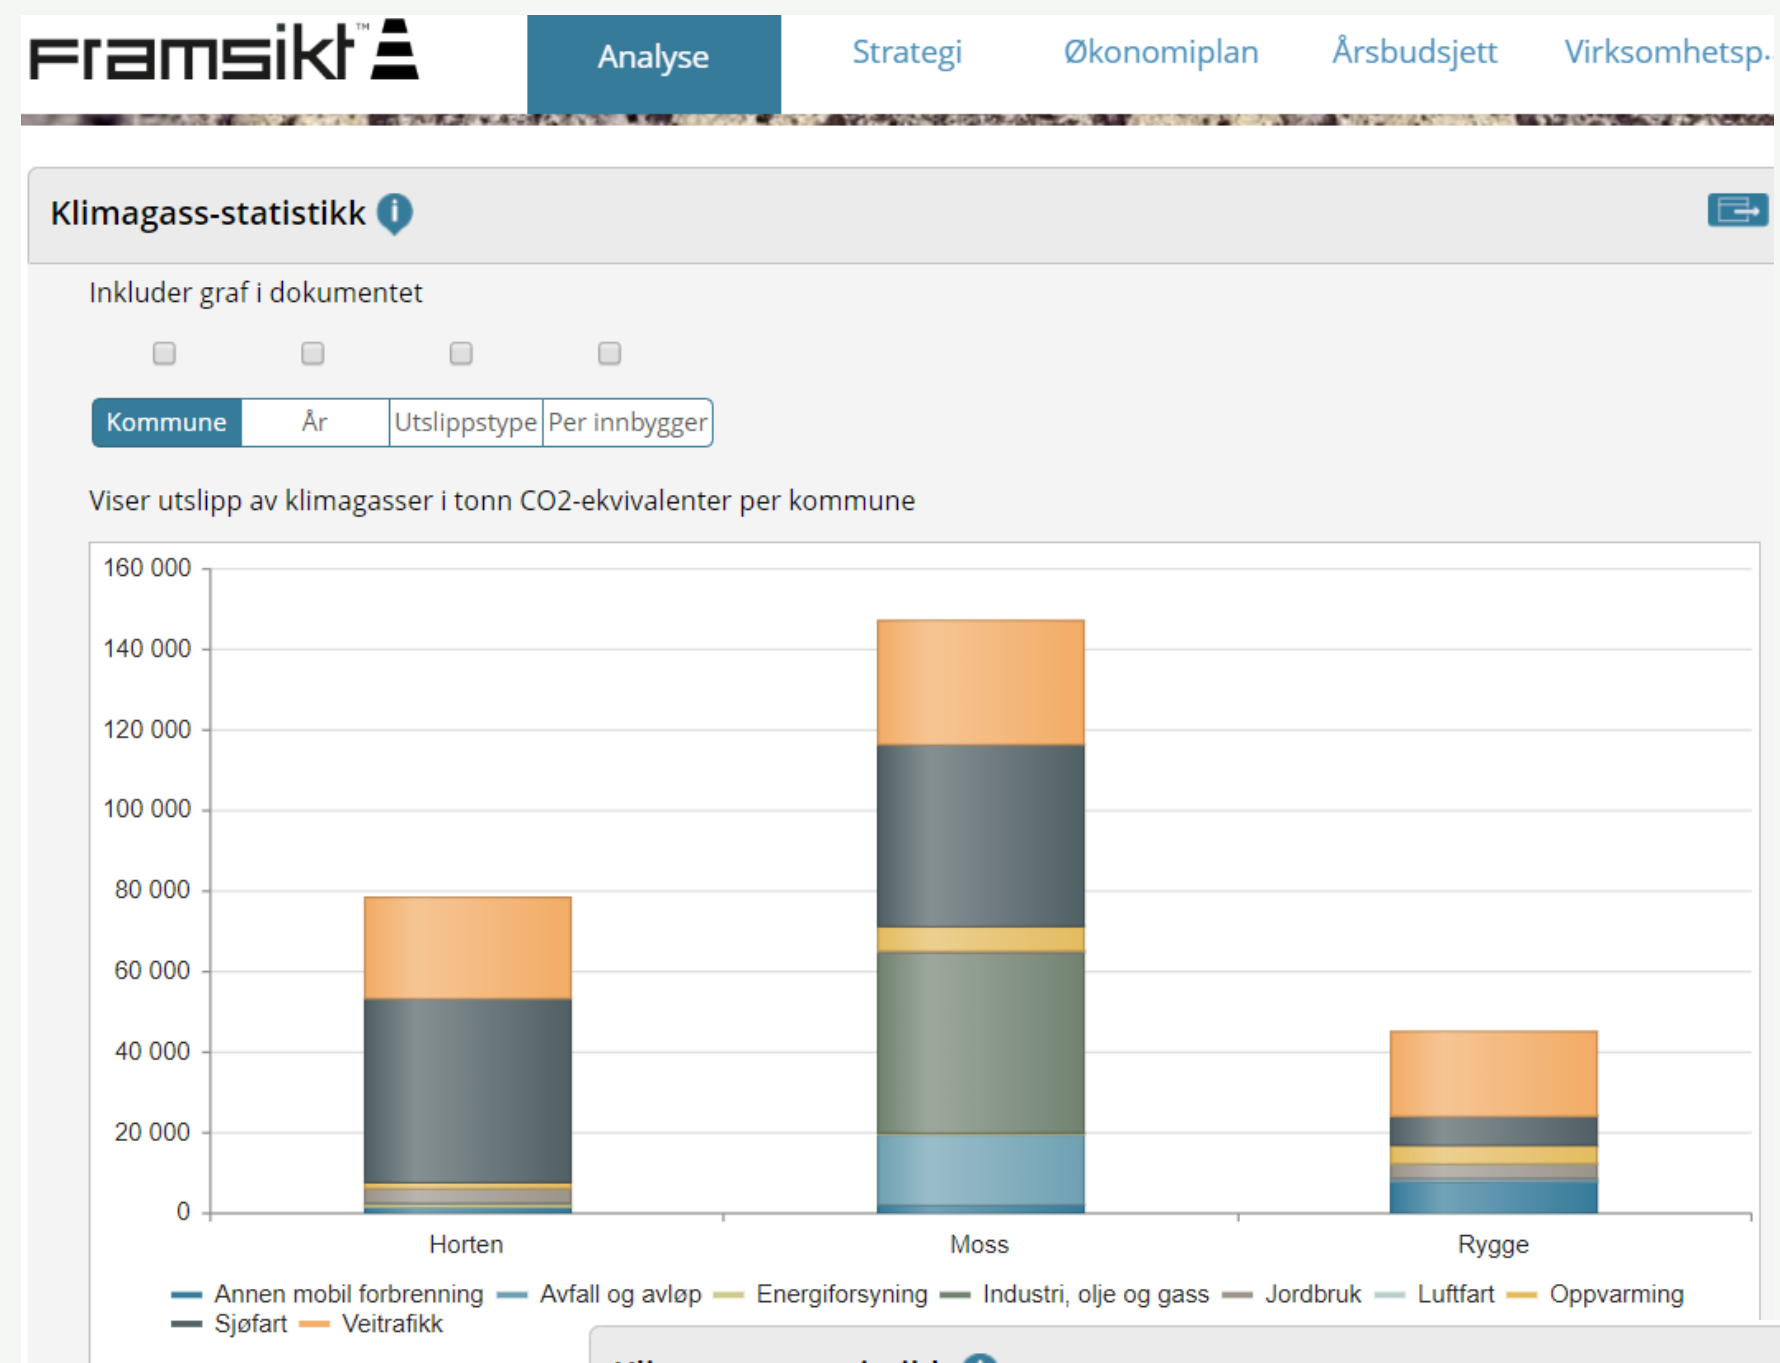 Framsikt™
Analyse Strategi Økonomiplan Årsbudsjett Virksomhetsp..
Klimagass-statistikk i
Inkluder graf i dokumentet
Kommune År Utslippstype Per innbygger
Viser utslipp av klimagasser i tonn CO2-ekvivalenter per kommune
160 000
140 000
120 000
100 000
80 000
60 000
40 000
20 000
0
Horten Moss Rygge
Annen mobil forbrenning Avfall og avløp Energiforsyning Industri, olje og gass Jordbruk Luftfart Oppvarming
Sjøfart Veitrafikk